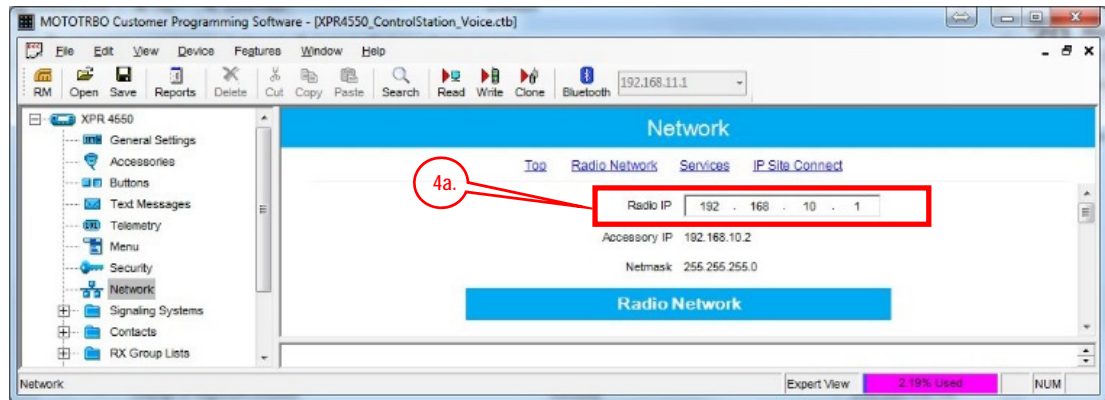 MOTOTRBO Customer Programming Software - [XPR4550_ControlStation_Voice.ctb]
File Edit View Device Features Window Help
RM Open Save Reports Delete Cut Copy Paste Search Read Write Clone Bluetooth 192.168.11.1
XPR 4550
General Settings
Accessories
Buttons
Text Messages
Telemetry
Menu
Security
Network
Signaling Systems
Contacts
RX Group Lists
Network
Top Radio Network Services IP Site Connect
4a.
Radio IP 192 . 168 . 10 . 1
Accessory IP 192.168.10.2
Netmask 255.255.255.0
Radio Network
Network Expert View 2.19% Used NUM